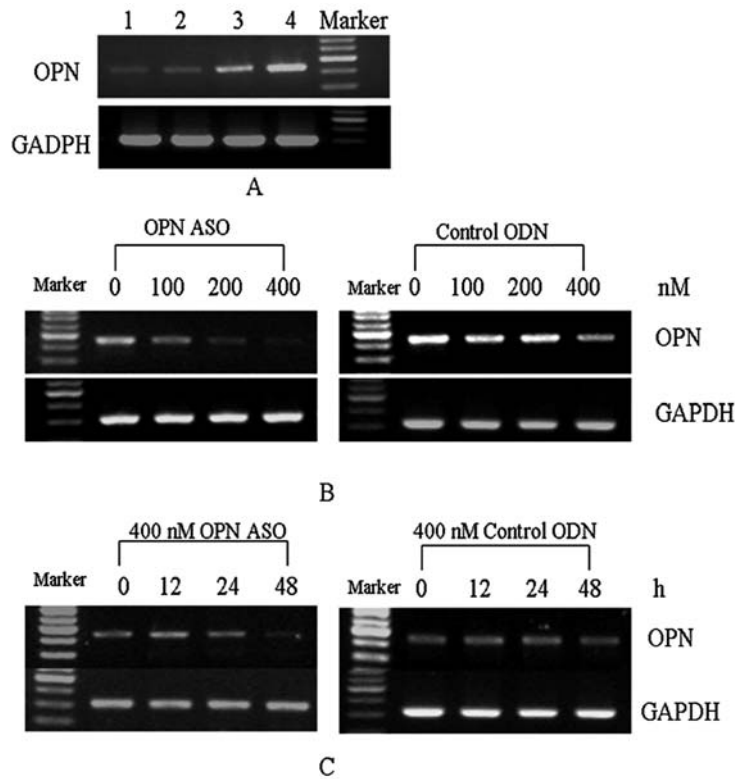 1 2 3 4 Marker
OPN
GADPH
A
OPN ASO Control ODN
Marker 0 100 200 400 Marker 0 100 200 400 nM
OPN
GAPDH
B
400 nM OPN ASO 400 nM Control ODN
Marker 0 12 24 48 Marker 0 12 24 48 h
OPN
GAPDH
C